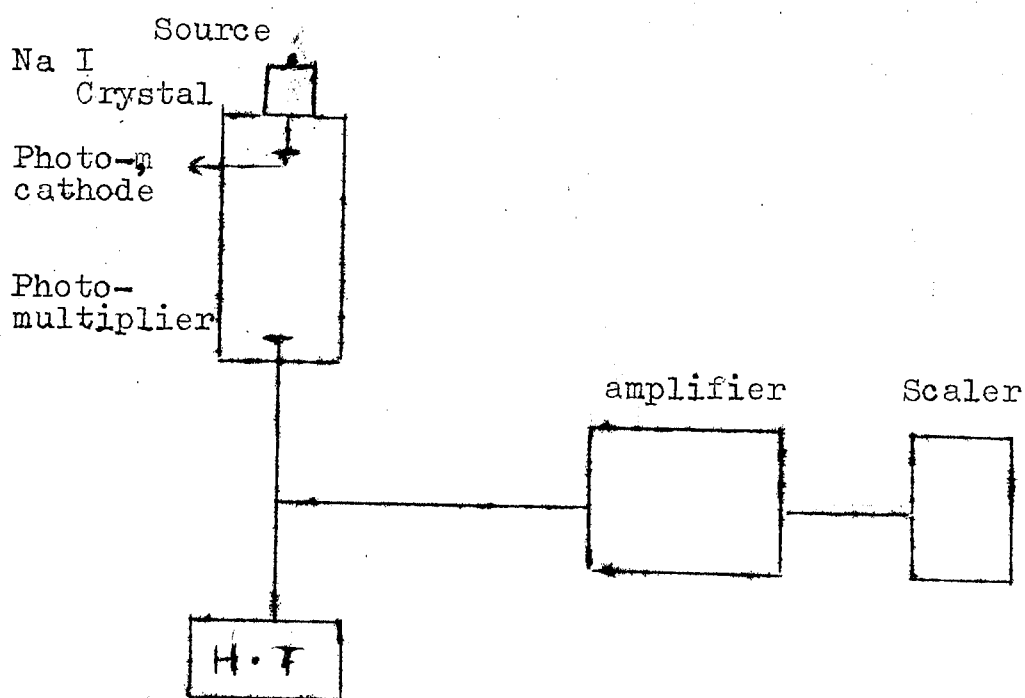 Source
Na I
Crystal
Photo-m
cathode
Photo-
multiplier
amplifier
Scaler
H.T